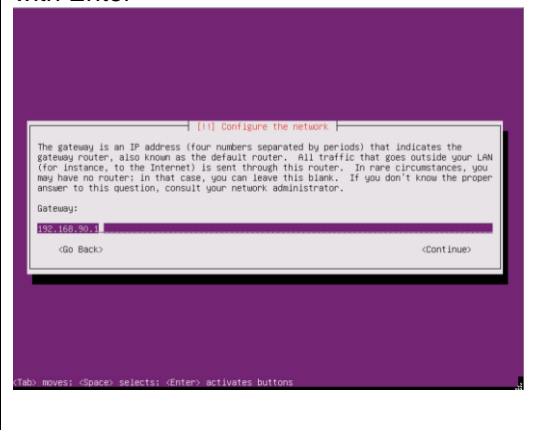 with Enter
[!!] Configure the network
The gateway is an IP address (four numbers separated by periods) that indicates the
gateway router, also known as the default router.  All traffic that goes outside your LAN
(for instance, to the Internet) is sent through this router.  In rare circumstances, you
may have no router; in that case, you can leave this blank.  If you don't know the proper
answer to this question, consult your network administrator.
Gateway:
192.168.90.1
<Go Back> <Continue>
<Tab> moves; <Space> selects; <Enter> activates buttons